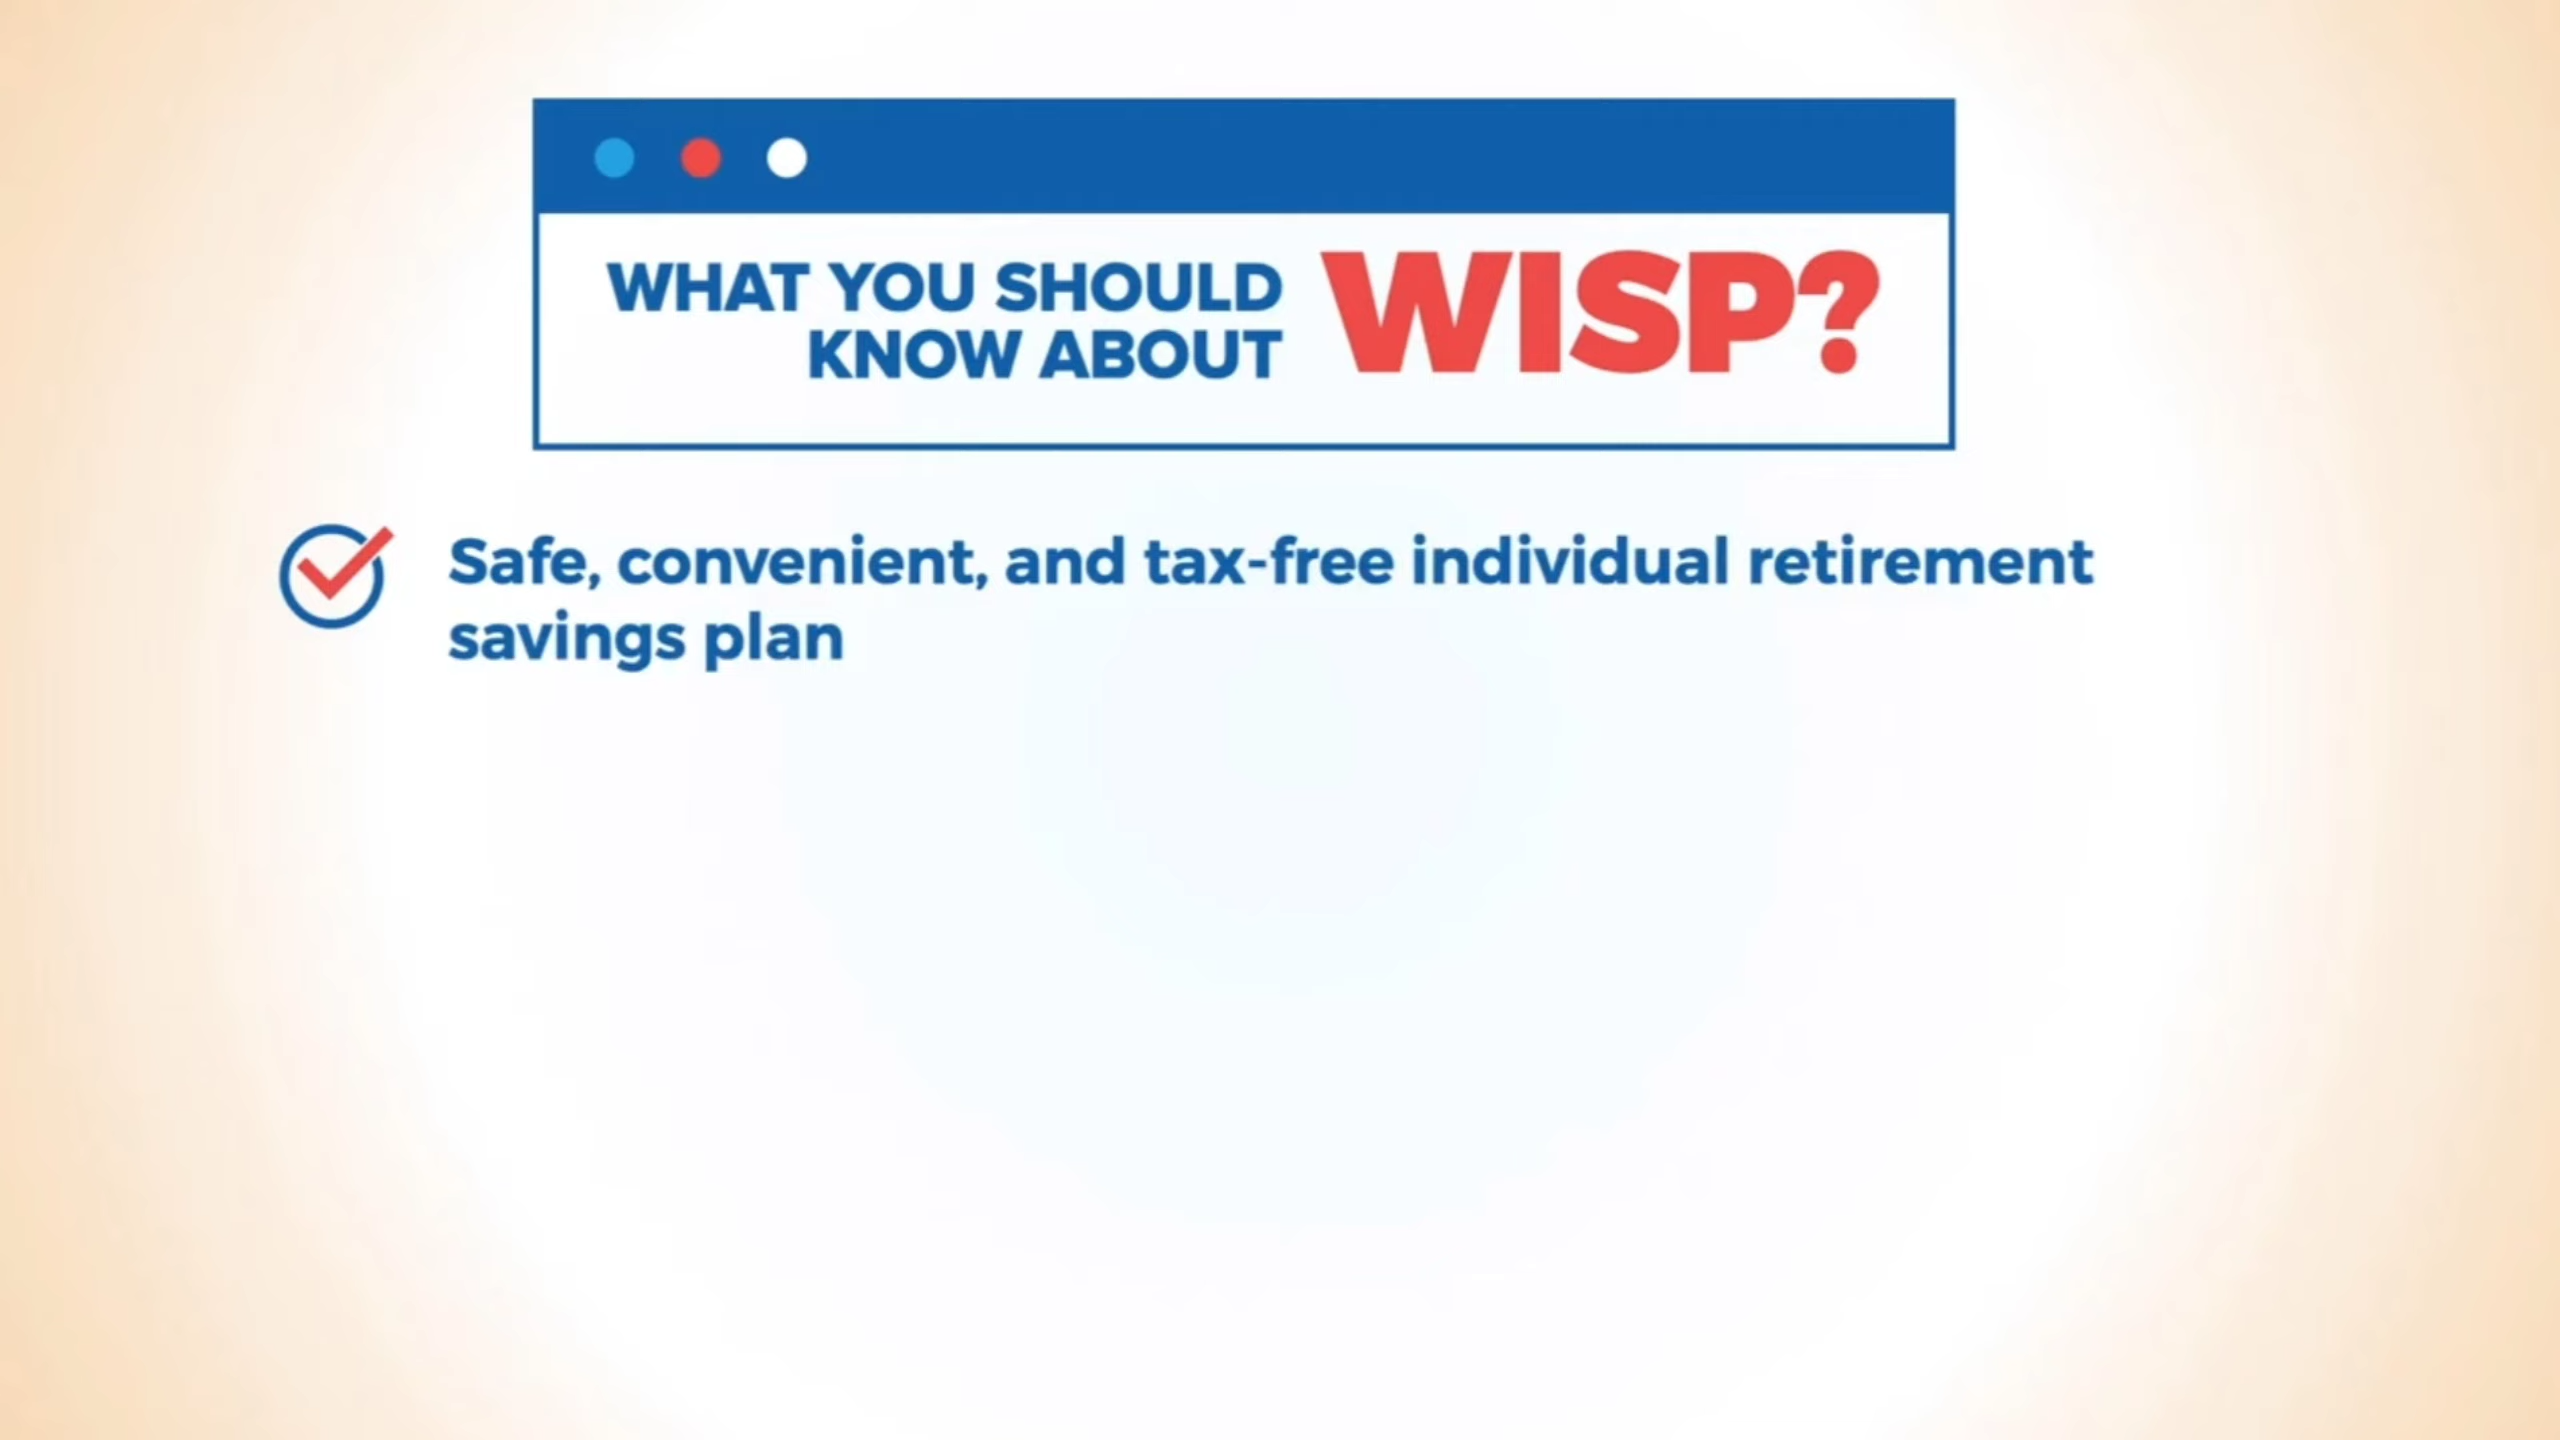 WHAT YOU SHOULD
KNOW ABOUT
WISP?
Safe, convenient, and tax-free individual retirement
savings plan